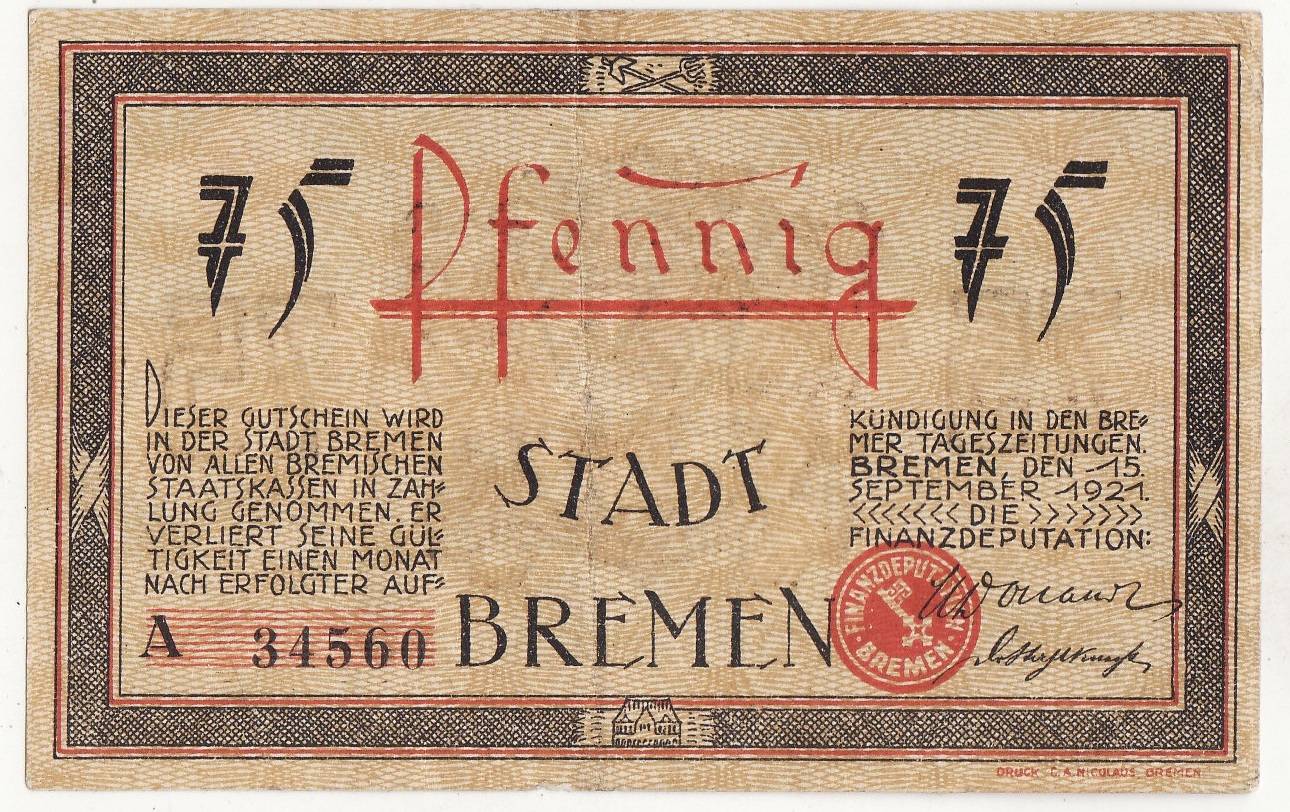 75 Pfennig 75
DIESER GUTSCHEIN WIRD
IN DER STADT BREMEN
VON ALLEN BREMISCHEN
STAATSKASSEN IN ZAH⸗
LUNG GENOMMEN. ER
VERLIERT SEINE GÜL⸗
TIGKEIT EINEN MONAT
NACH ERFOLGTER AUF⸗
A 34560
STADT
BREMEN
KÜNDIGUNG IN DEN BRE⸗
MER TAGESZEITUNGEN.
BREMEN, DEN 15.
SEPTEMBER 1921.
<<<<<<< DIE >>>>>>>
FINANZDEPUTATION:
FINANZDEPUTATION
BREMEN
DRUCK C. A. NICOLAUS BREMEN